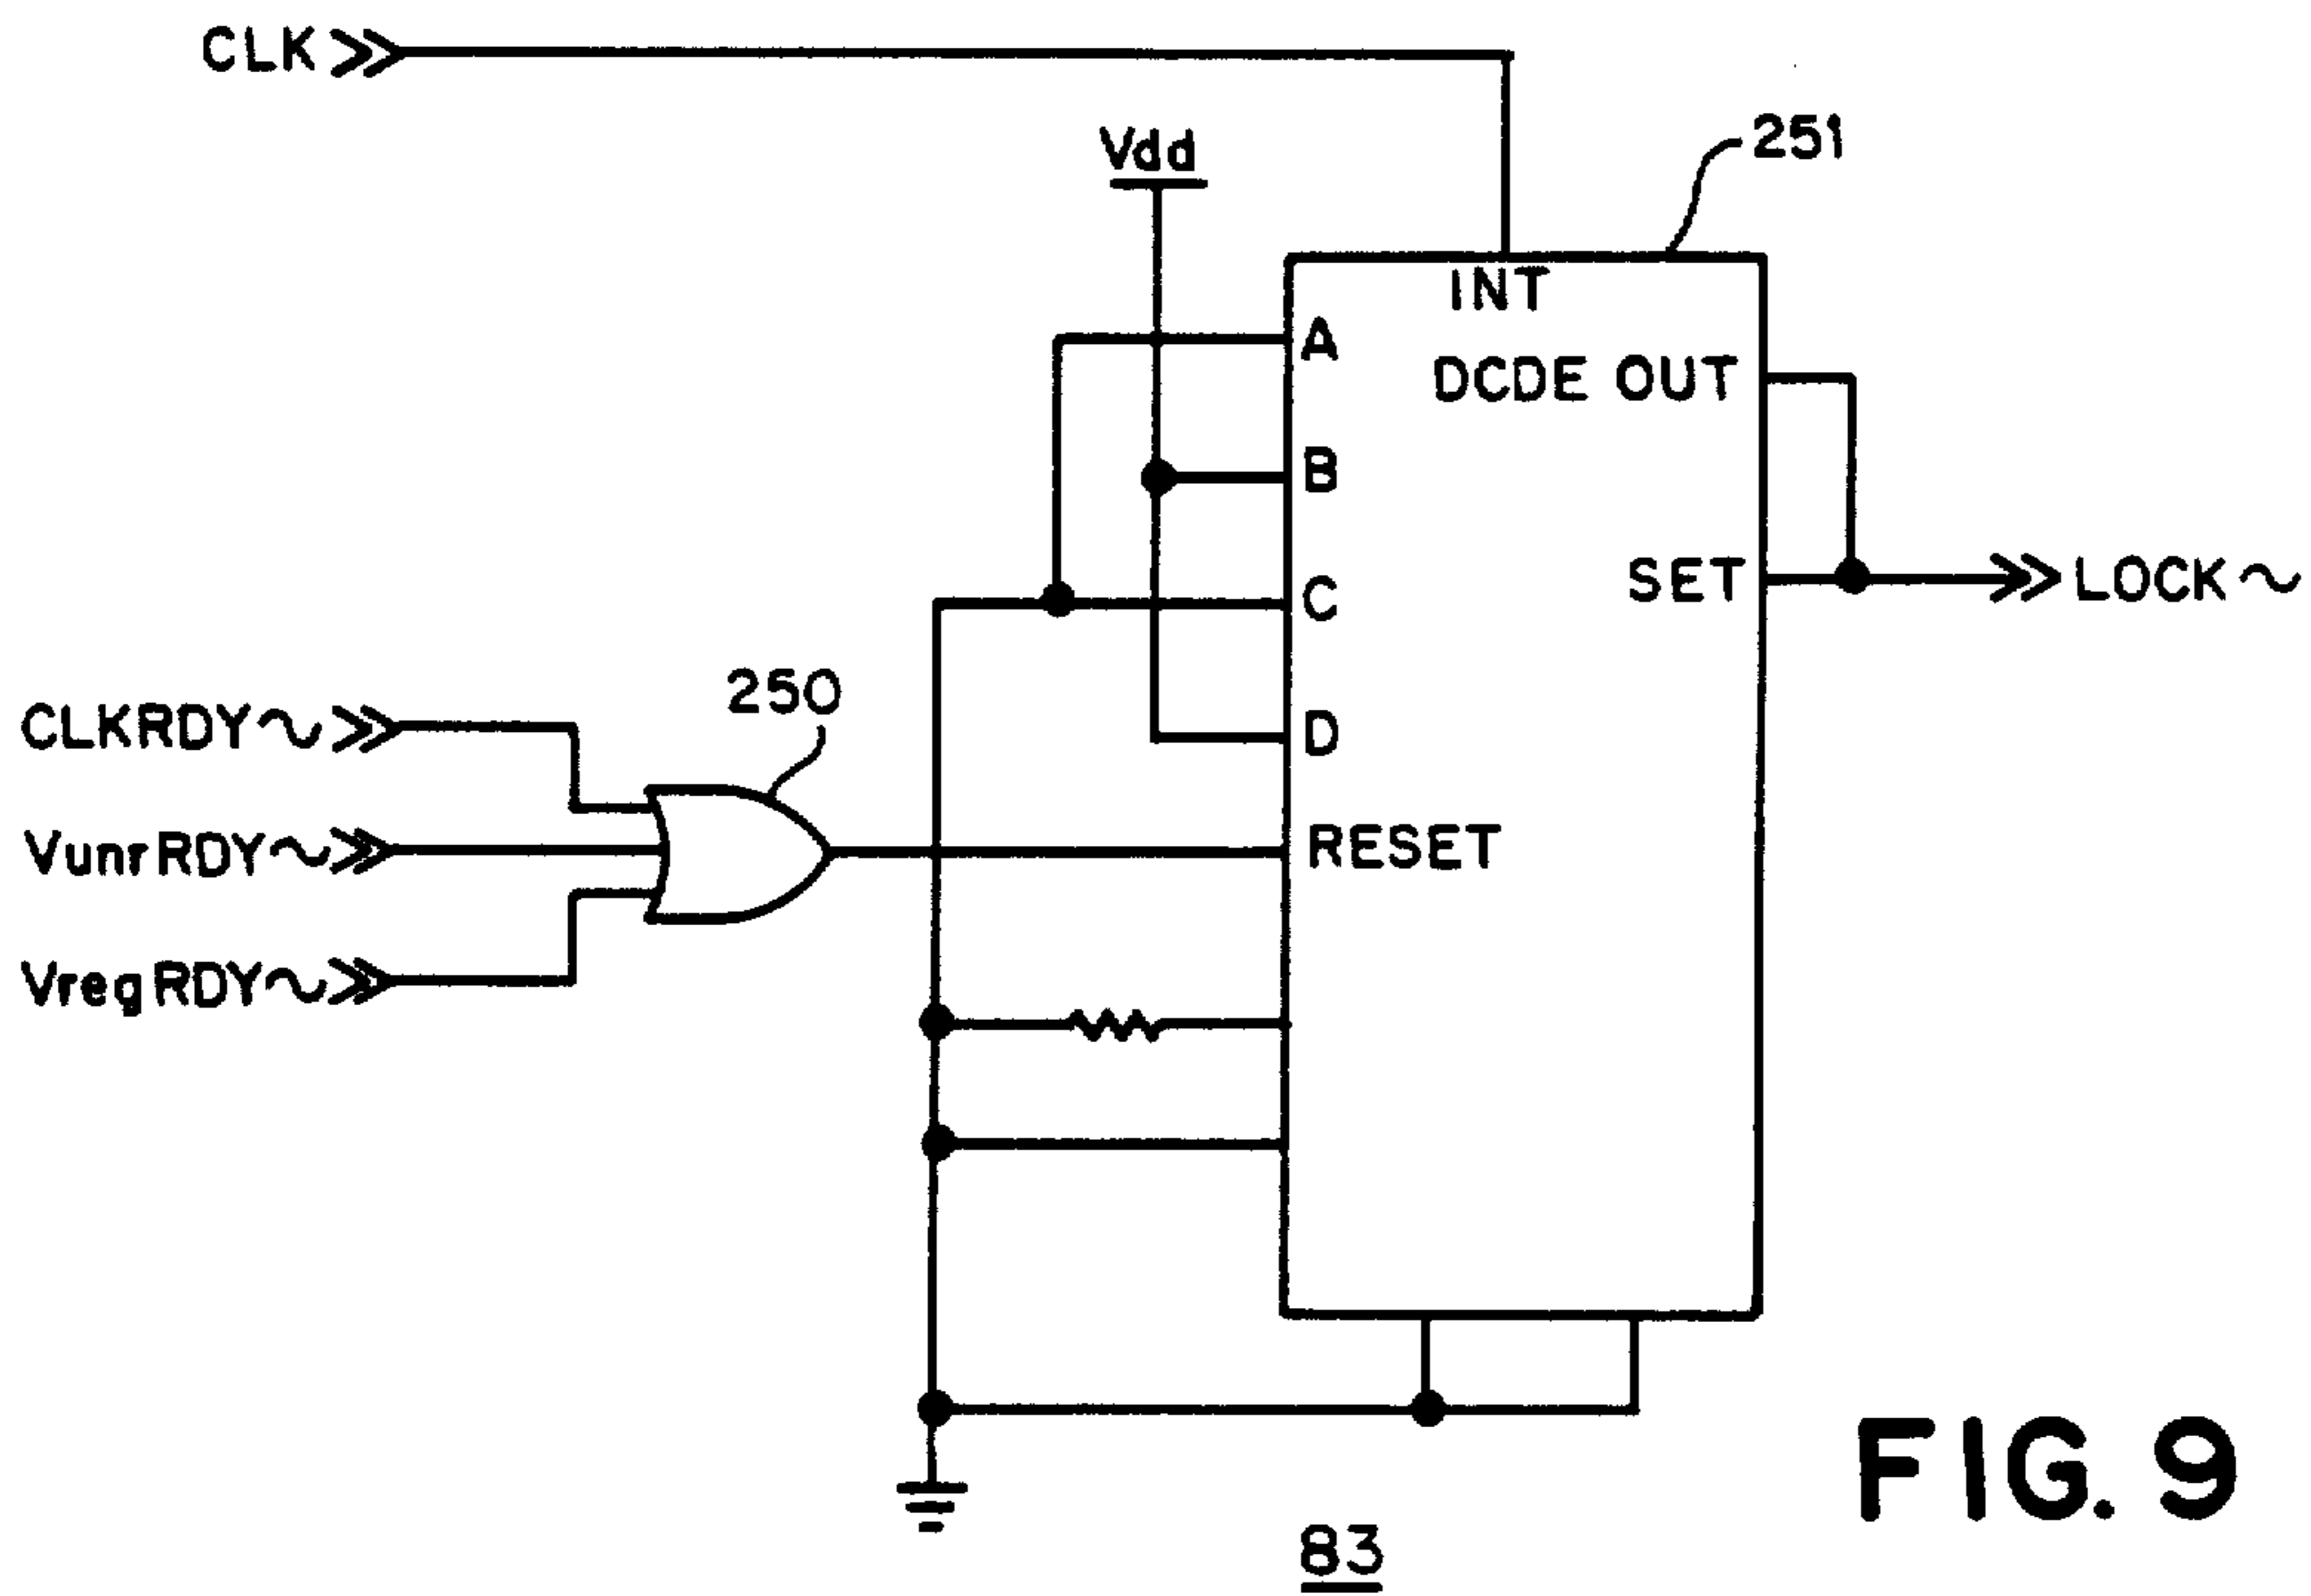 CLK
Vdd
251
INT
A
DCDE OUT
B
SET
LOCK~
C
250
CLKRDY~
D
VunrRDY~
RESET
VregRDY~
FIG. 9
83